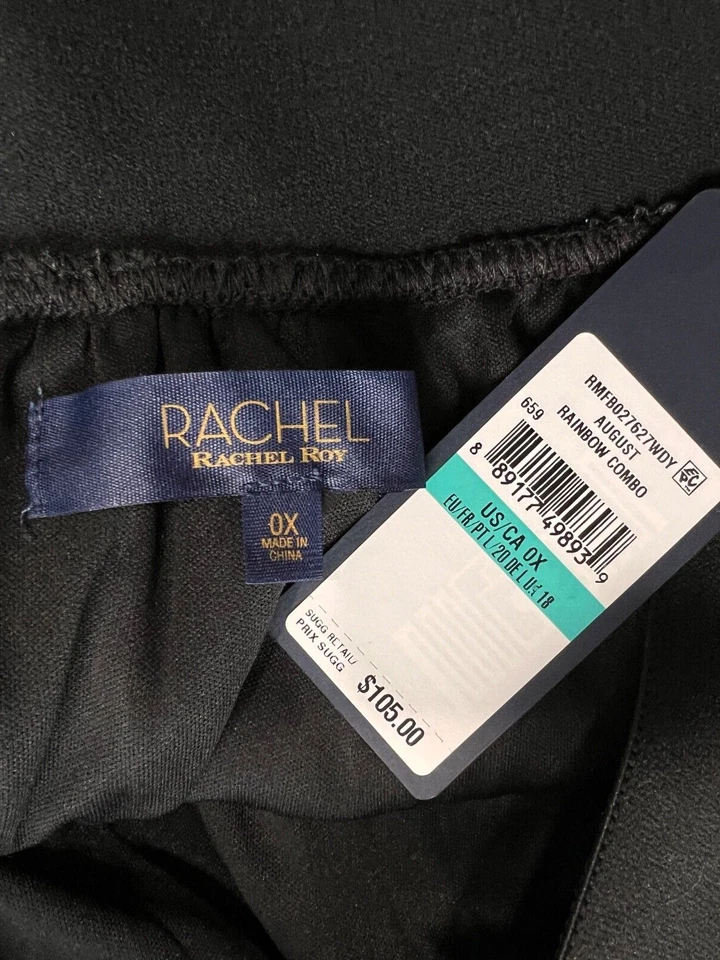 RACHEL
RACHEL ROY
0X
MADE IN
CHINA
RMFB027627WDY
AUGUST
659
RAINBOW COMBO
8 89177 49893 9
US/CA 0X
EU/FR/PT L/20 DE L UK 18
SUGG RETAIL/
PRIX SUGG
$105.00